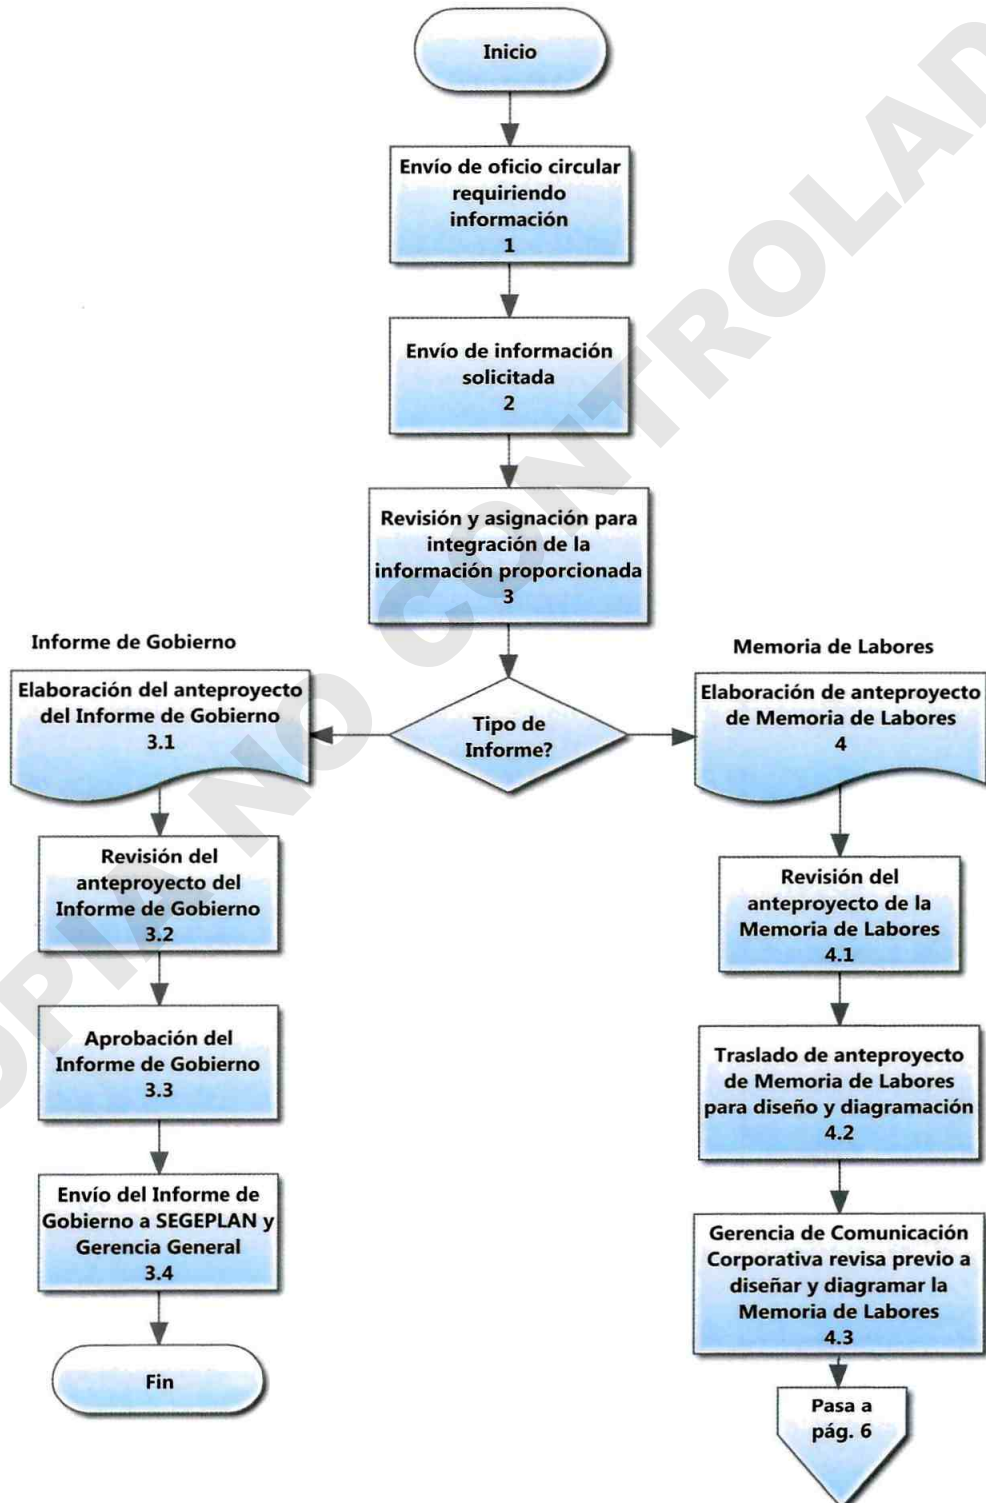 Inicio
Envío de oficio circular
requiriendo
información
1
Envío de información
solicitada
2
Revisión y asignación para
integración de la
información proporcionada
3
Tipo de
Informe?
Informe de Gobierno
Elaboración del anteproyecto
del Informe de Gobierno
3.1
Revisión del
anteproyecto del
Informe de Gobierno
3.2
Aprobación del
Informe de Gobierno
3.3
Envío del Informe de
Gobierno a SEGEPLAN y
Gerencia General
3.4
Fin
Memoria de Labores
Elaboración de anteproyecto
de Memoria de Labores
4
Revisión del
anteproyecto de la
Memoria de Labores
4.1
Traslado de anteproyecto
de Memoria de Labores
para diseño y diagramación
4.2
Gerencia de Comunicación
Corporativa revisa previo a
diseñar y diagramar la
Memoria de Labores
4.3
Pasa a
pág. 6
OPIA NO CONTROLAD